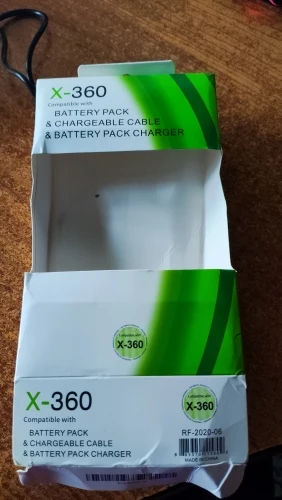 X-360
Compatible with
BATTERY PACK
& CHARGEABLE CABLE
& BATTERY PACK CHARGER
X-360
X-360
Compatible with
BATTERY PACK
& CHARGEABLE CABLE
& BATTERY PACK CHARGER
X-360
RF-2020-06
MADE IN CHINA